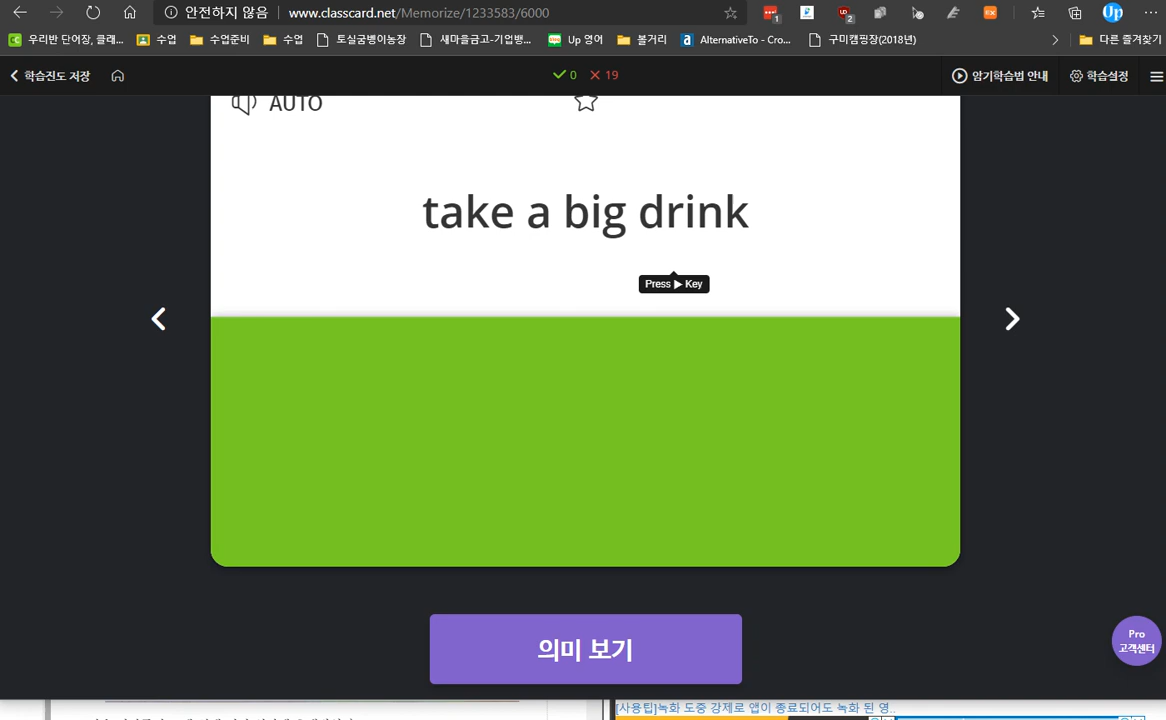 안전하지 않음 www.classcard.net/Memorize/1233583/6000 1 2 Up
우리반 단어장, 클래... 수업 수업준비 수업 토실굼벵이농장 새마을금고-기업뱅... Up 영어 볼거리 AlternativeTo - Cro... 구미캠핑장(2018년) 다른 즐겨찾기
학습진도 저장 0 19 암기학습법 안내 학습설정
AUTO
take a big drink
Press ▶ Key
의미 보기
Pro
고객센터
[사용팁]녹화 도중 강제로 앱이 종료되어도 녹화 된 영..